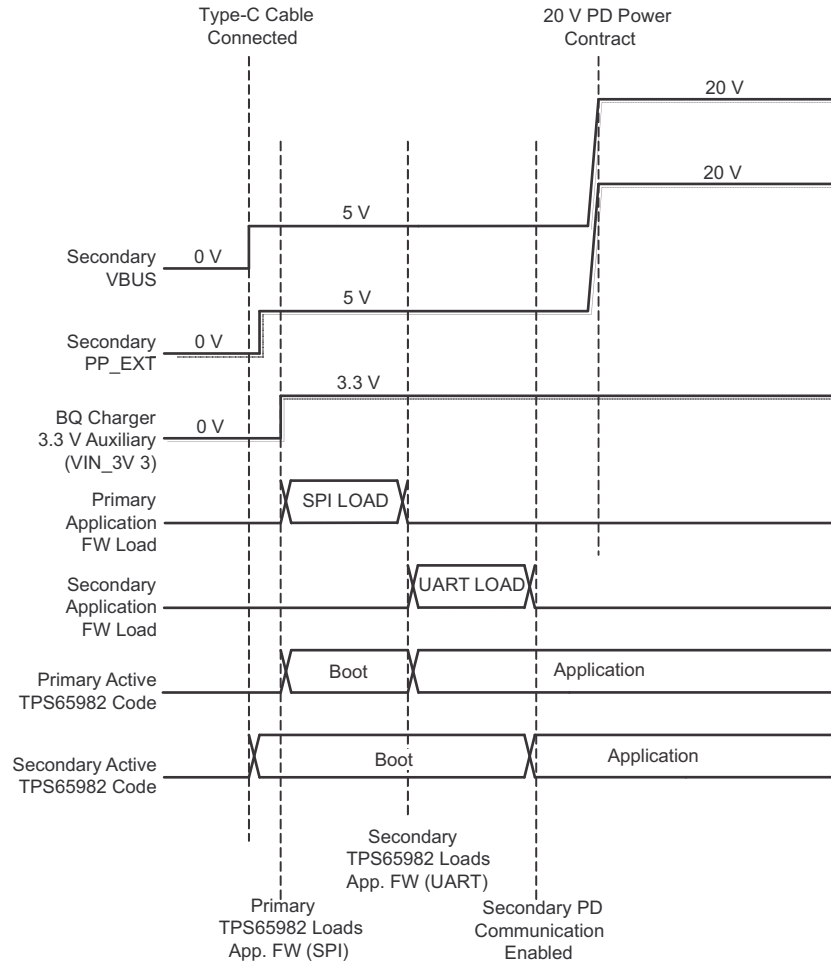 Type-C Cable
Connected
20 V PD Power
Contract
20 V
20 V
5 V
Secondary
VBUS
0 V
5 V
Secondary
PP_EXT
0 V
3.3 V
BQ Charger
3.3 V Auxiliary
(VIN_3V 3)
0 V
Primary
Application
FW Load
SPI LOAD
Secondary
Application
FW Load
UART LOAD
Primary Active
TPS65982 Code
Boot
Application
Secondary Active
TPS65982 Code
Boot
Application
Secondary
TPS65982 Loads
App. FW (UART)
Primary
TPS65982 Loads
App. FW (SPI)
Secondary PD
Communication
Enabled